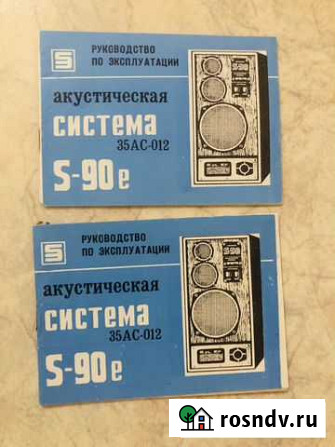 S
РУКОВОДСТВО
ПО ЭКСПЛУАТАЦИИ
акустическая
система
35АС-012
S-90е
S
РУКОВОДСТВО
ПО ЭКСПЛУАТАЦИИ
акустическая
система
35АС-012
S-90е
rosndv.ru